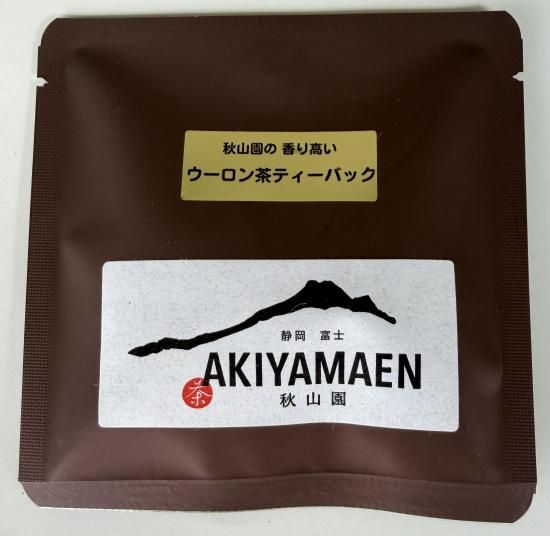 秋山園の 香り高い
ウーロン茶ティーバック
静岡 富士
AKIYAMAEN
茶
秋山園